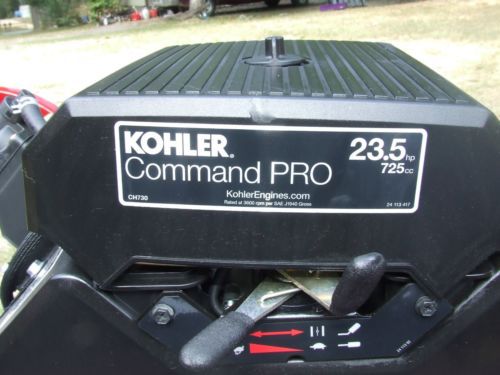 KOHLER®
Command PRO
23.5hp
725cc
KohlerEngines.com
CH730
Rated at 3600 rpm per SAE J1940 Gross
24 113 417